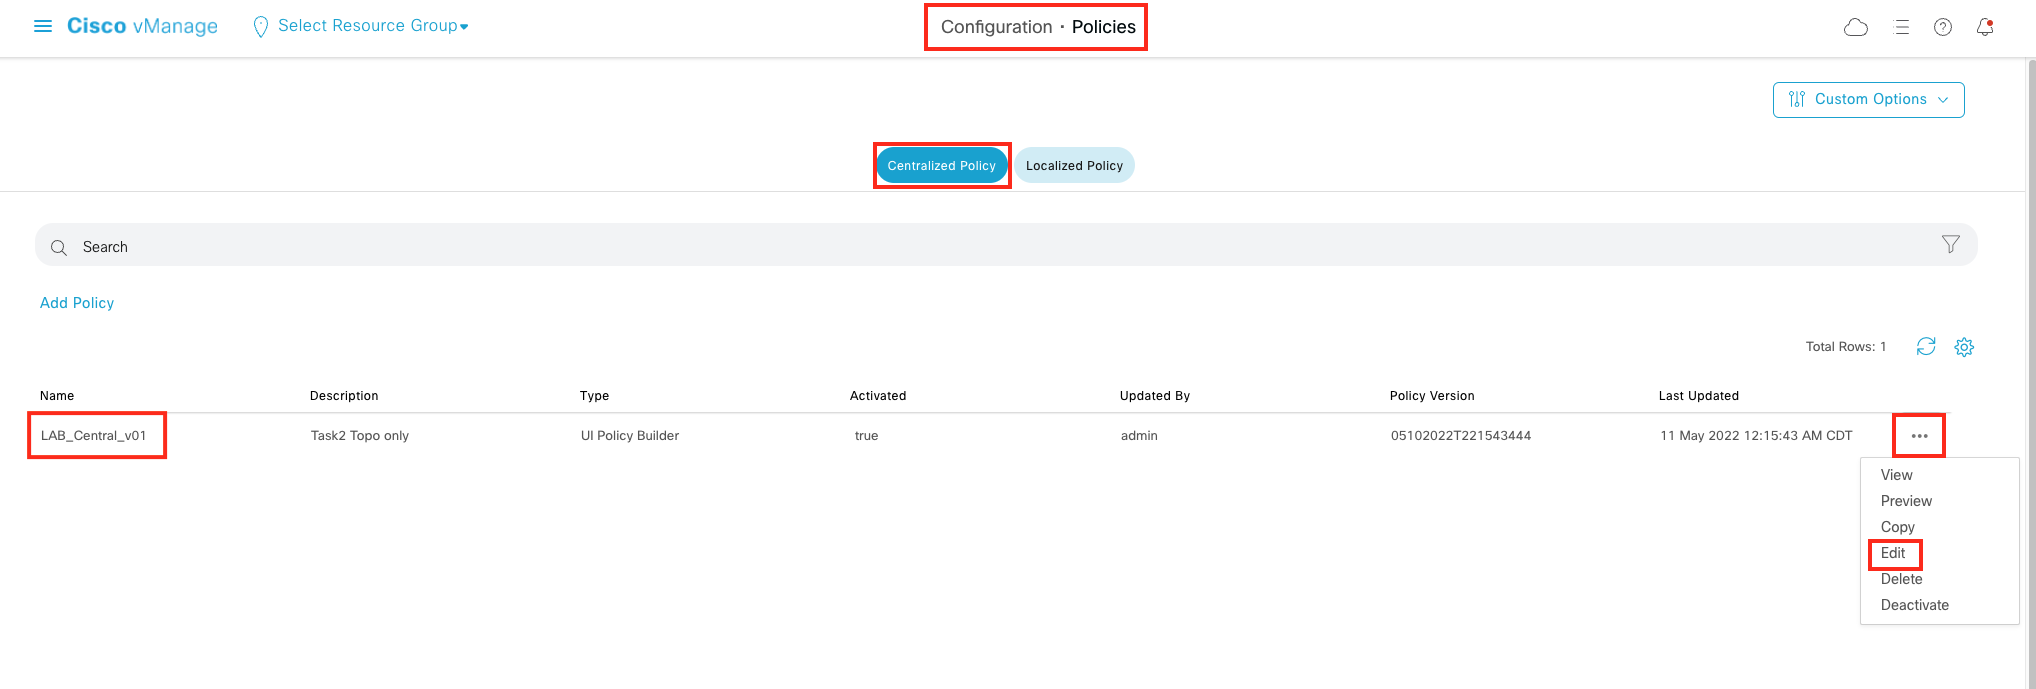 Cisco vManage Select Resource Group Configuration · Policies
Custom Options
Centralized Policy Localized Policy
Search
Add Policy
Total Rows: 1
Name Description Type Activated Updated By Policy Version Last Updated
LAB_Central_v01 Task2 Topo only UI Policy Builder true admin 05102022T221543444 11 May 2022 12:15:43 AM CDT •••
View
Preview
Copy
Edit
Delete
Deactivate